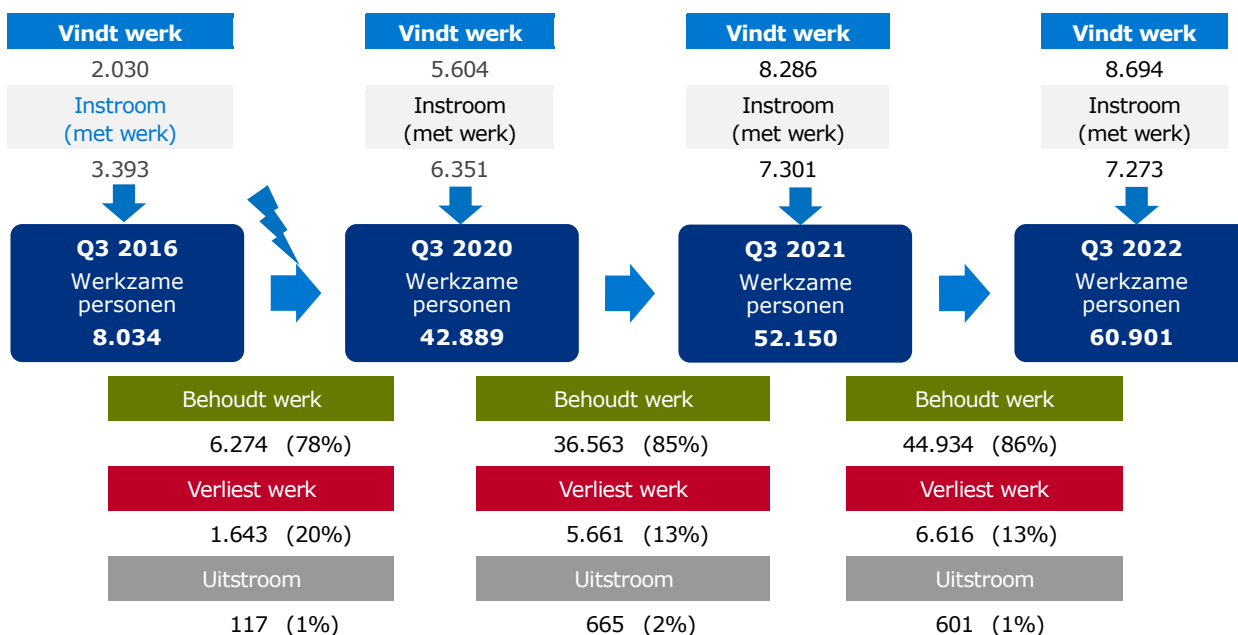 Vindt werk
Vindt werk
Vindt werk
Vindt werk
2.030
5.604
8.286
8.694
Instroom
(met werk)
Instroom
(met werk)
Instroom
(met werk)
Instroom
(met werk)
3.393
6.351
7.301
7.273
Q3 2016
Werkzame
personen
8.034
Q3 2020
Werkzame
personen
42.889
Q3 2021
Werkzame
personen
52.150
Q3 2022
Werkzame
personen
60.901
Behoudt werk
Behoudt werk
Behoudt werk
6.274 (78%)
36.563 (85%)
44.934 (86%)
Verliest werk
Verliest werk
Verliest werk
1.643 (20%)
5.661 (13%)
6.616 (13%)
Uitstroom
Uitstroom
Uitstroom
117 (1%)
665 (2%)
601 (1%)